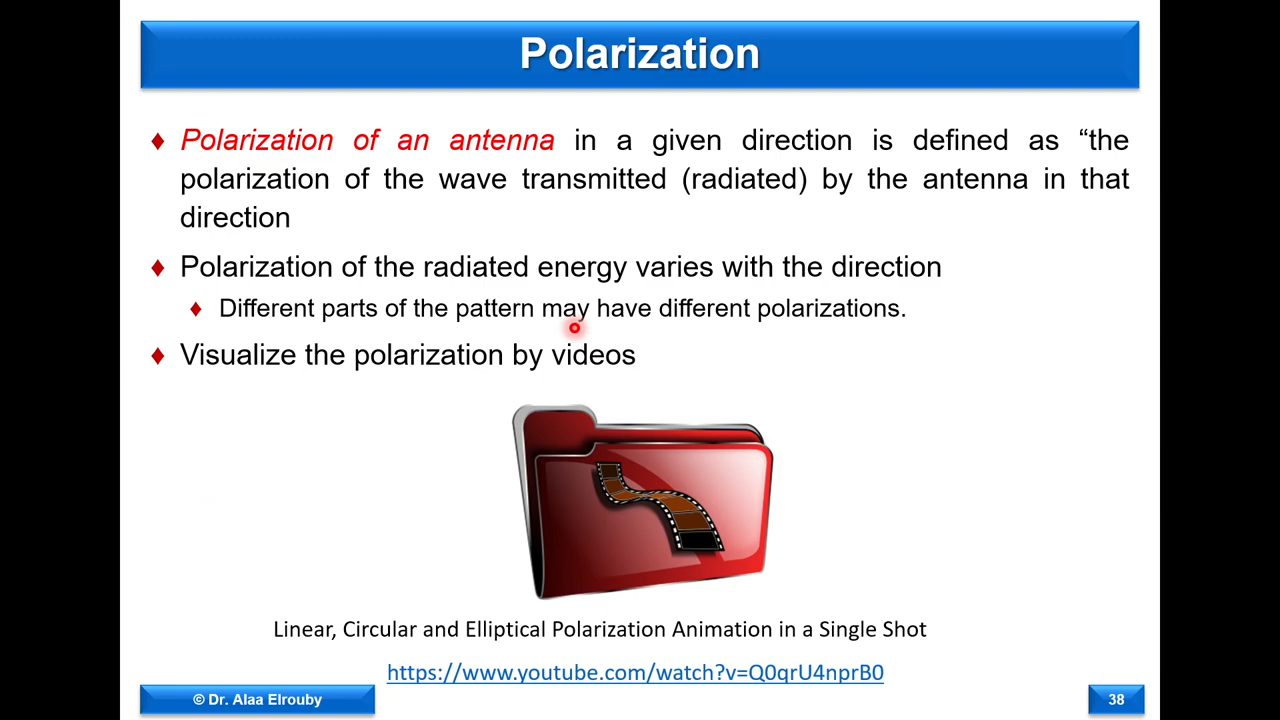 Polarization
Polarization of an antenna in a given direction is defined as “the
polarization of the wave transmitted (radiated) by the antenna in that
direction
Polarization of the radiated energy varies with the direction
Different parts of the pattern may have different polarizations.
Visualize the polarization by videos
Linear, Circular and Elliptical Polarization Animation in a Single Shot
https://www.youtube.com/watch?v=Q0qrU4nprB0
© Dr. Alaa Elrouby
38